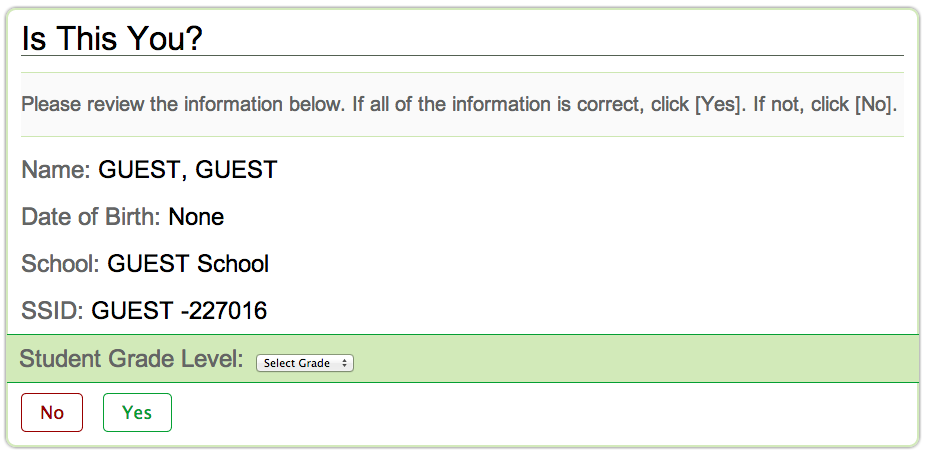 Is This You?
Please review the information below. If all of the information is correct, click [Yes]. If not, click [No].
Name: GUEST, GUEST
Date of Birth: None
School: GUEST School
SSID: GUEST -227016
Student Grade Level: Select Grade
No Yes